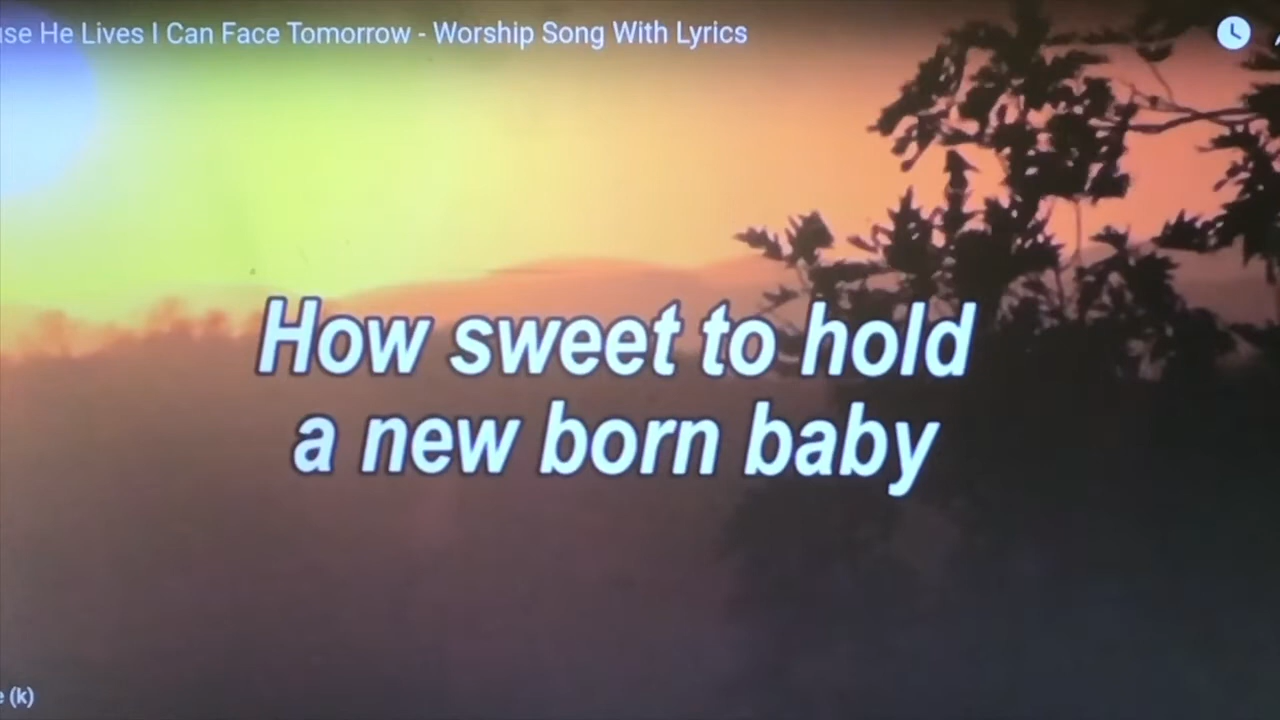 use He Lives I Can Face Tomorrow - Worship Song With Lyrics
How sweet to hold
a new born baby
e (k)